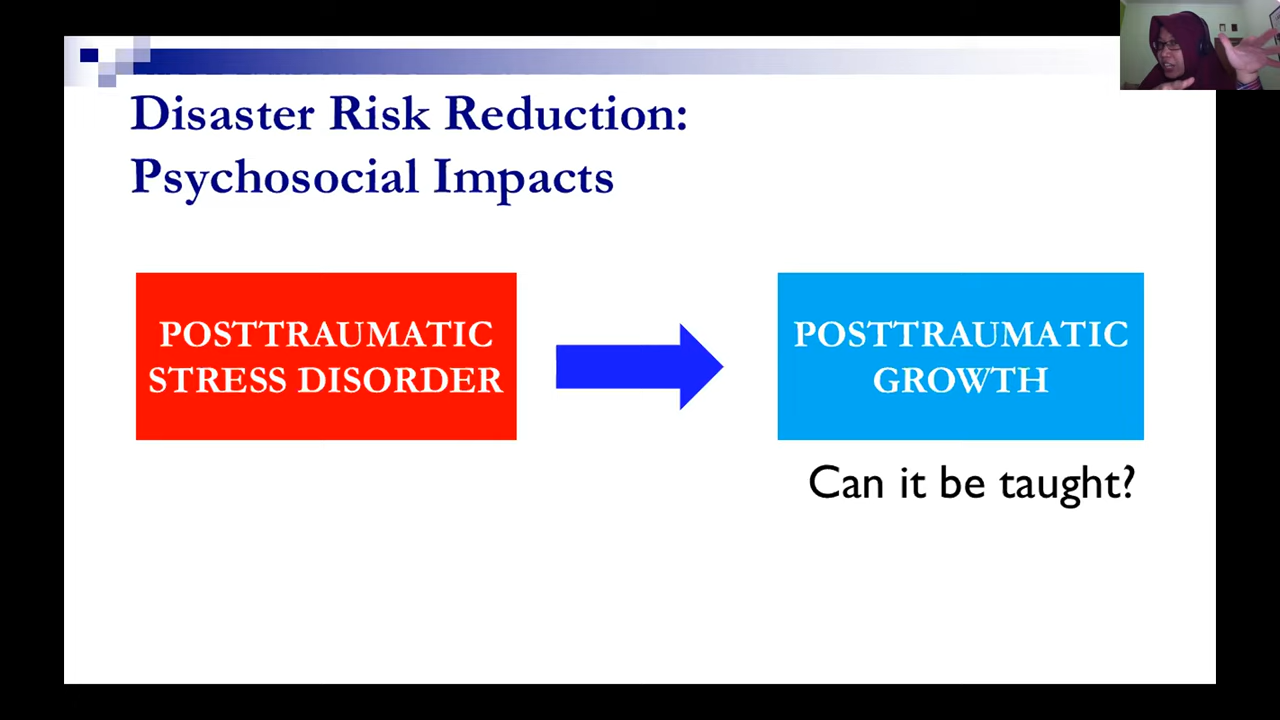 Disaster Risk Reduction:
Psychosocial Impacts
POSTTRAUMATIC
STRESS DISORDER
POSTTRAUMATIC
GROWTH
Can it be taught?